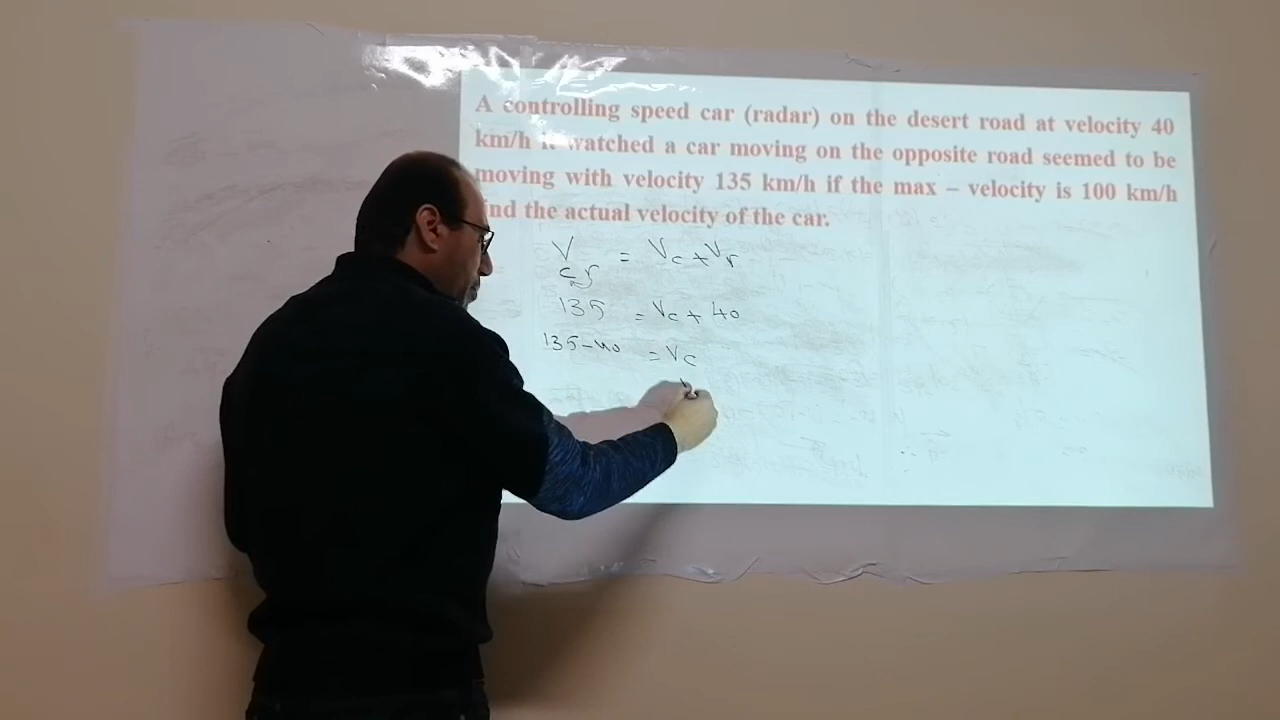 A controlling speed car (radar) on the desert road at velocity 40
km/h it watched a car moving on the opposite road seemed to be
moving with velocity 135 km/h if the max – velocity is 100 km/h
find the actual velocity of the car.
V cr = Vc + Vr
135 = Vc + 40
135-40 = Vc